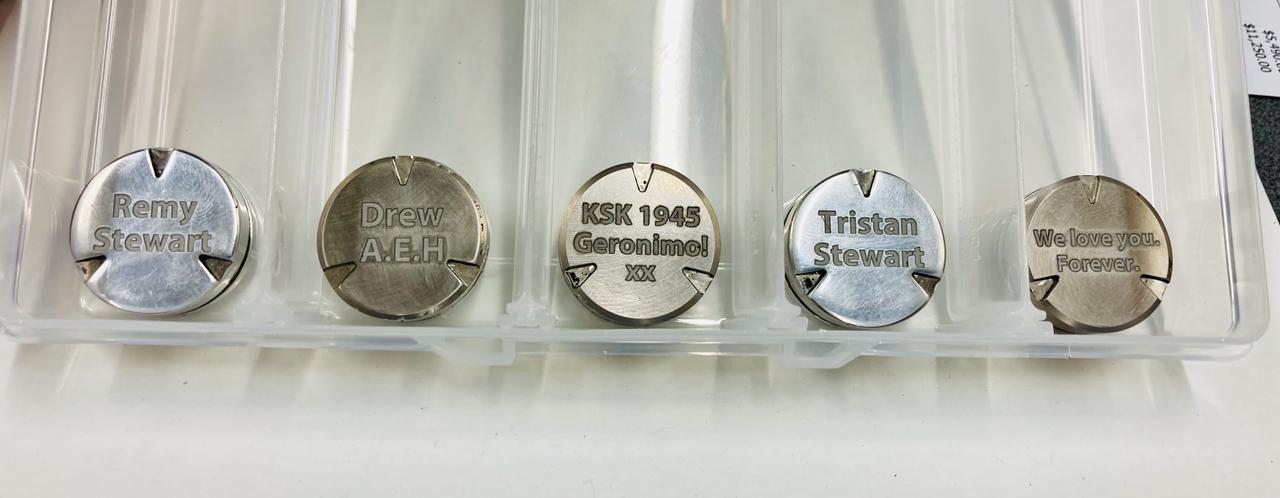 Remy
Stewart
Drew
A.E.H
KSK 1945
Geronimo!
xx
Tristan
Stewart
We love you.
Forever.
$11,250.00